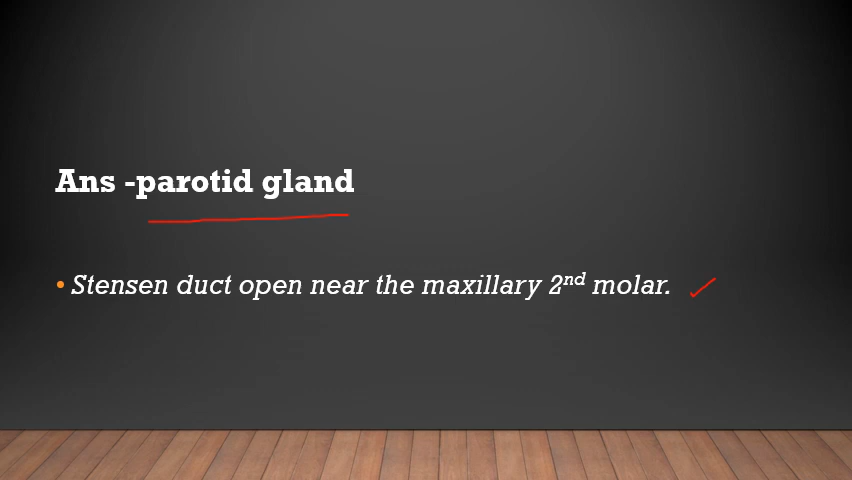 Ans -parotid gland
• Stensen duct open near the maxillary 2nd molar.